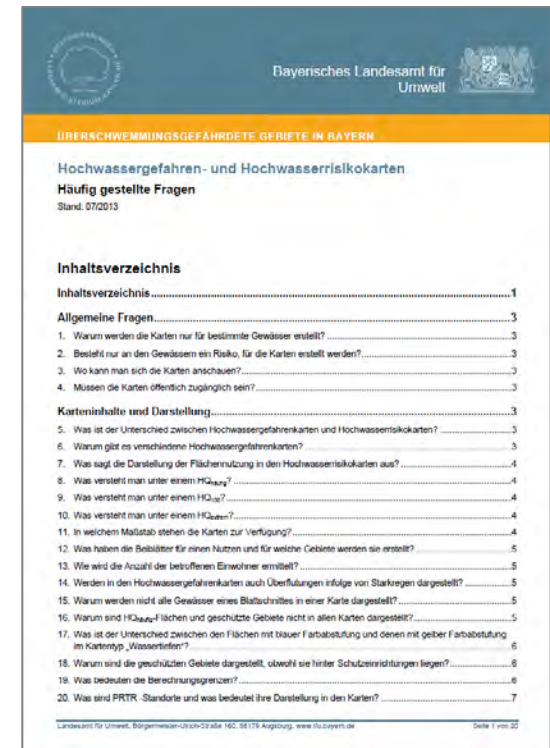 Bayerisches Landesamt für
Umwelt
ÜBERSCHWEMMUNGSGEFÄHRDETE GEBIETE IN BAYERN
Hochwassergefahren- und Hochwasserrisikokarten
Häufig gestellte Fragen
Stand: 07/2013
Inhaltsverzeichnis
Inhaltsverzeichnis...1
Allgemeine Fragen...3
1. Warum werden die Karten nur für bestimmte Gewässer erstellt?...3
2. Besteht nur an den Gewässern ein Risiko, für die Karten erstellt werden?...3
3. Wo kann man sich die Karten anschauen?...3
4. Müssen die Karten öffentlich zugänglich sein?...3
Karteninhalte und Darstellung...3
5. Was ist der Unterschied zwischen Hochwassergefahrenkarten und Hochwasserrisikokarten?...3
6. Warum gibt es verschiedene Hochwassergefahrenkarten?...3
7. Was sagt die Darstellung der Flächennutzung in den Hochwasserrisikokarten aus?...4
8. Was versteht man unter einem HQhäufig?...4
9. Was versteht man unter einem HQ100?...4
10. Was versteht man unter einem HQextrem?...4
11. In welchem Maßstab stehen die Karten zur Verfügung?...4
12. Was haben die Beiblätter für einen Nutzen und für welche Gebiete werden sie erstellt?...5
13. Wie wird die Anzahl der betroffenen Einwohner ermittelt?...5
14. Werden in den Hochwassergefahrenkarten auch Überflutungen infolge von Starkregen dargestellt?...5
15. Warum werden nicht alle Gewässer eines Blattschnittes in einer Karte dargestellt?...5
16. Warum sind HQhäufig-Flächen und geschützte Gebiete nicht in allen Karten dargestellt?...5
17. Was ist der Unterschied zwischen den Flächen mit blauer Farbabstufung und denen mit gelber Farbabstufung
im Kartentyp „Wassertiefen“?...6
18. Warum sind die geschützten Gebiete dargestellt, obwohl sie hinter Schutzeinrichtungen liegen?...6
19. Was bedeuten die Berechnungsgrenzen?...6
20. Was sind PRTR -Standorte und was bedeutet ihre Darstellung in den Karten?...7
Landesamt für Umwelt, Bürgermeister-Ulrich-Straße 160, 86179 Augsburg, www.lfu.bayern.de Seite 1 von 20